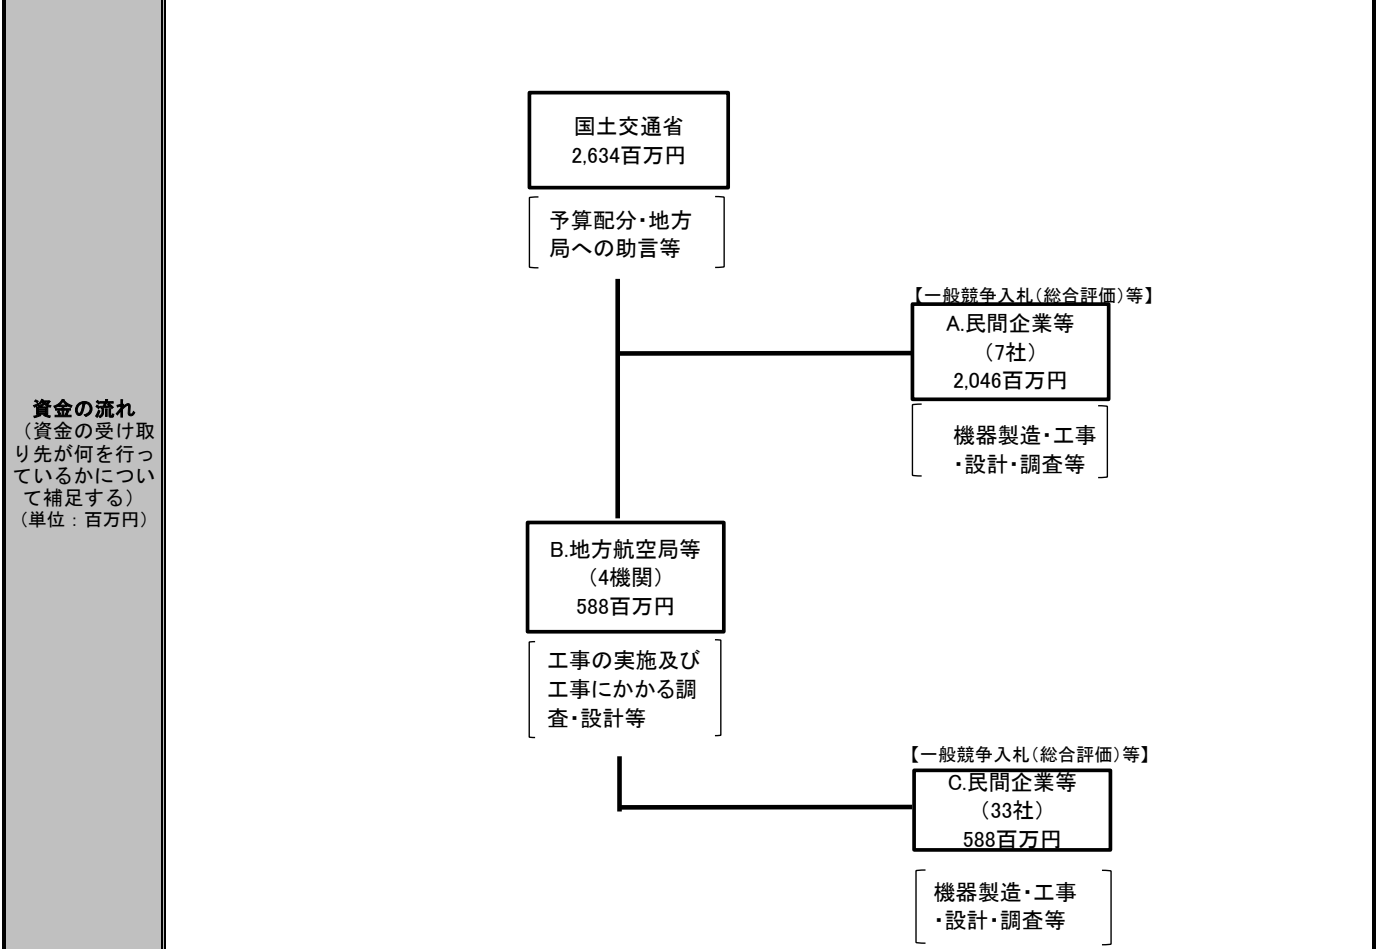 資金の流れ
（資金の受け取
り先が何を行っ
ているかについ
て補足する）
（単位：百万円）
国土交通省
2,634百万円
予算配分・地方
局への助言等
【一般競争入札（総合評価）等】
A.民間企業等
（7社）
2,046百万円
機器製造・工事
・設計・調査等
B.地方航空局等
（4機関）
588百万円
工事の実施及び
工事にかかる調
査・設計等
【一般競争入札（総合評価）等】
C.民間企業等
（33社）
588百万円
機器製造・工事
・設計・調査等